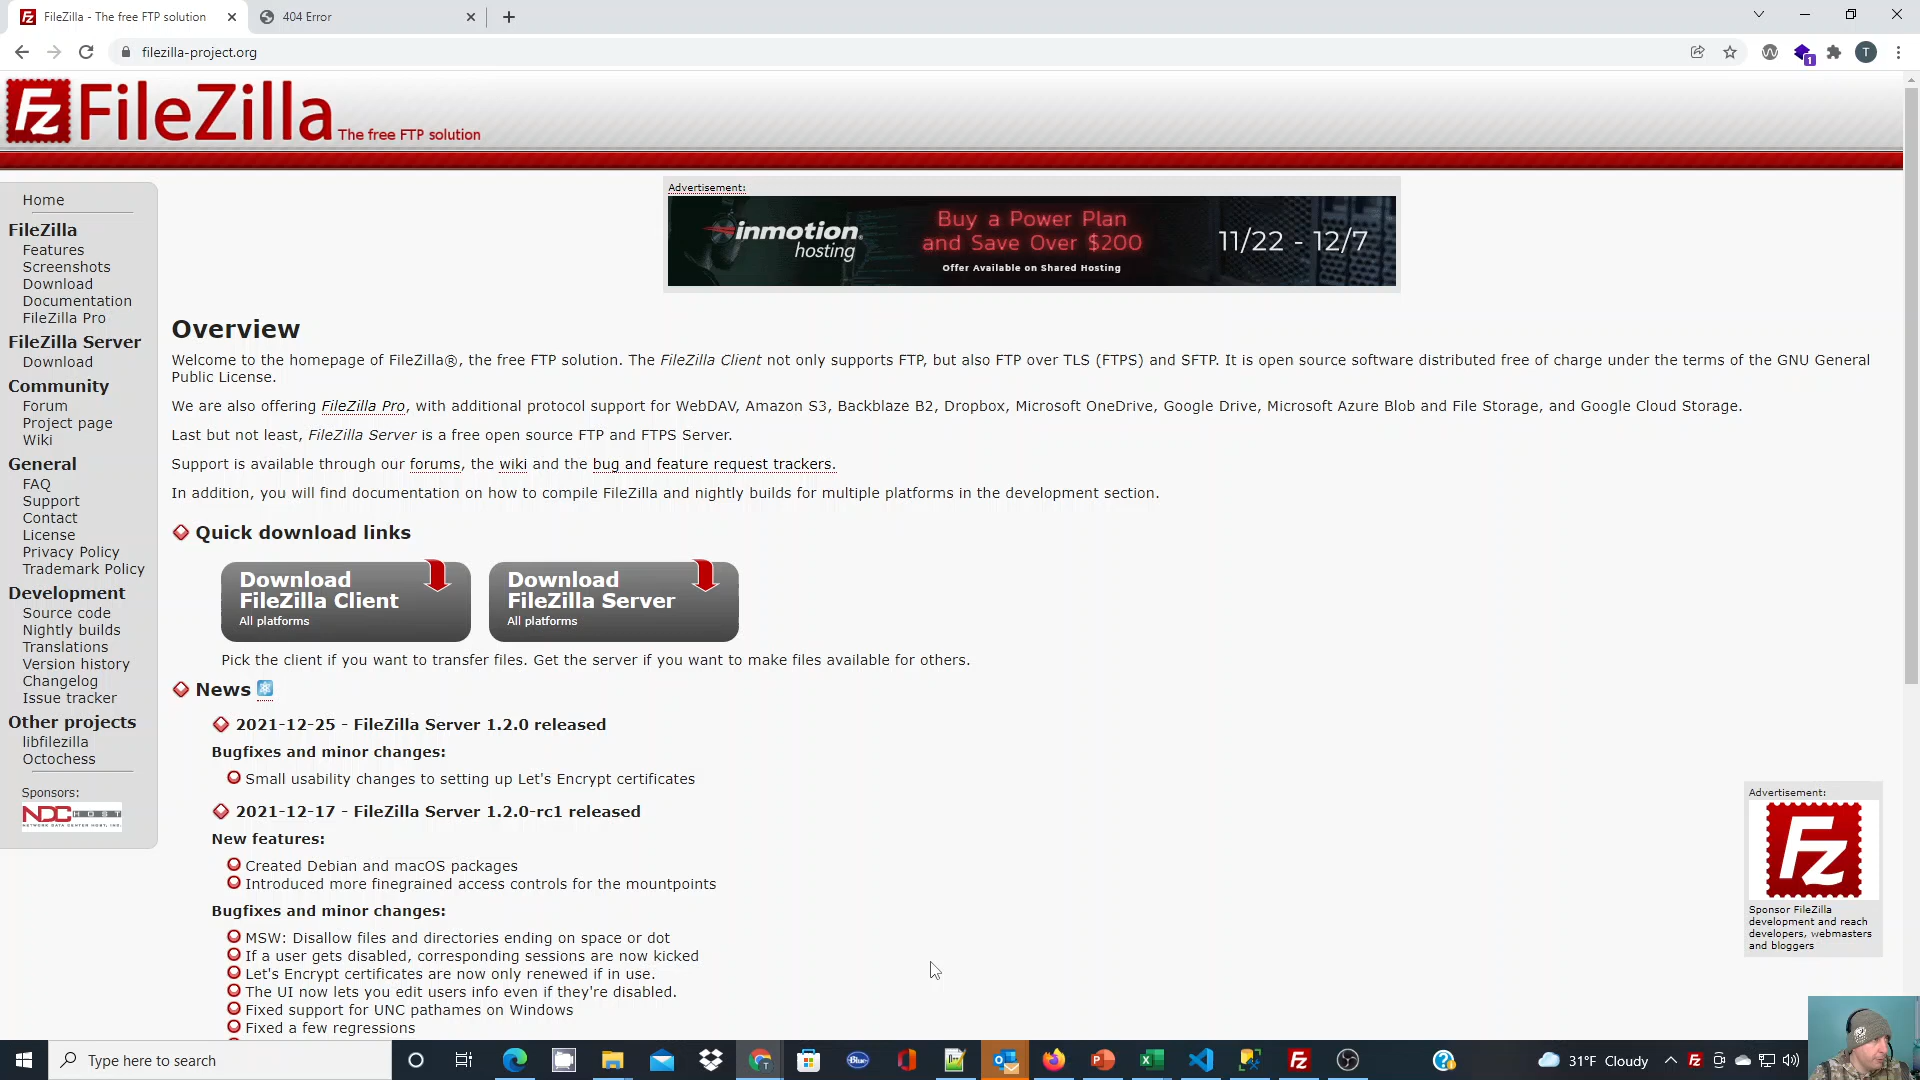 FileZilla - The free FTP solution
404 Error
filezilla-project.org
1
T
FileZilla The free FTP solution
Home
FileZilla
Features
Screenshots
Download
Documentation
FileZilla Pro
FileZilla Server
Download
Community
Forum
Project page
Wiki
General
FAQ
Support
Contact
License
Privacy Policy
Trademark Policy
Development
Source code
Nightly builds
Translations
Version history
Changelog
Issue tracker
Other projects
libfilezilla
Octochess
Sponsors:
NDCHOST
NETWORK DATA CENTER HOST, INC.
Advertisement:
inmotion
hosting
Buy a Power Plan
and Save Over $200
Offer Available on Shared Hosting
11/22 - 12/7
Overview
Welcome to the homepage of FileZilla®, the free FTP solution. The FileZilla Client not only supports FTP, but also FTP over TLS (FTPS) and SFTP. It is open source software distributed free of charge under the terms of the GNU General
Public License.
We are also offering FileZilla Pro, with additional protocol support for WebDAV, Amazon S3, Backblaze B2, Dropbox, Microsoft OneDrive, Google Drive, Microsoft Azure Blob and File Storage, and Google Cloud Storage.
Last but not least, FileZilla Server is a free open source FTP and FTPS Server.
Support is available through our forums, the wiki and the bug and feature request trackers.
In addition, you will find documentation on how to compile FileZilla and nightly builds for multiple platforms in the development section.
Quick download links
Download
FileZilla Client
All platforms
Download
FileZilla Server
All platforms
Pick the client if you want to transfer files. Get the server if you want to make files available for others.
News
2021-12-25 - FileZilla Server 1.2.0 released
Bugfixes and minor changes:
Small usability changes to setting up Let's Encrypt certificates
2021-12-17 - FileZilla Server 1.2.0-rc1 released
New features:
Created Debian and macOS packages
Introduced more finegrained access controls for the mountpoints
Bugfixes and minor changes:
MSW: Disallow files and directories ending on space or dot
If a user gets disabled, corresponding sessions are now kicked
Let's Encrypt certificates are now only renewed if in use.
The UI now lets you edit users info even if they're disabled.
Fixed support for UNC pathames on Windows
Fixed a few regressions
Advertisement:
Fz
Sponsor FileZilla
development and reach
developers, webmasters
and bloggers
Type here to search
31°F Cloudy